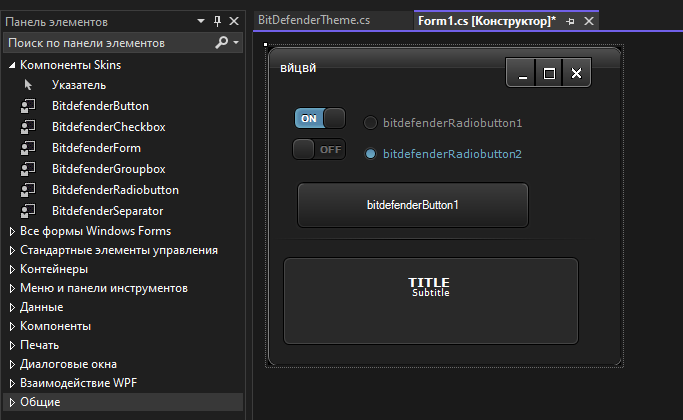 Панель элементов
BitDefenderTheme.cs
Form1.cs [Конструктор]*
Поиск по панели элементов
Компоненты Skins
Указатель
BitdefenderButton
BitdefenderCheckbox
BitdefenderForm
BitdefenderGroupbox
BitdefenderRadiobutton
BitdefenderSeparator
Все формы Windows Forms
Стандартные элементы управления
Контейнеры
Меню и панели инструментов
Данные
Компоненты
Печать
Диалоговые окна
Взаимодействие WPF
Общие
вйцвй
ON
bitdefenderRadiobutton1
OFF
bitdefenderRadiobutton2
bitdefenderButton1
TITLE
Subtitle